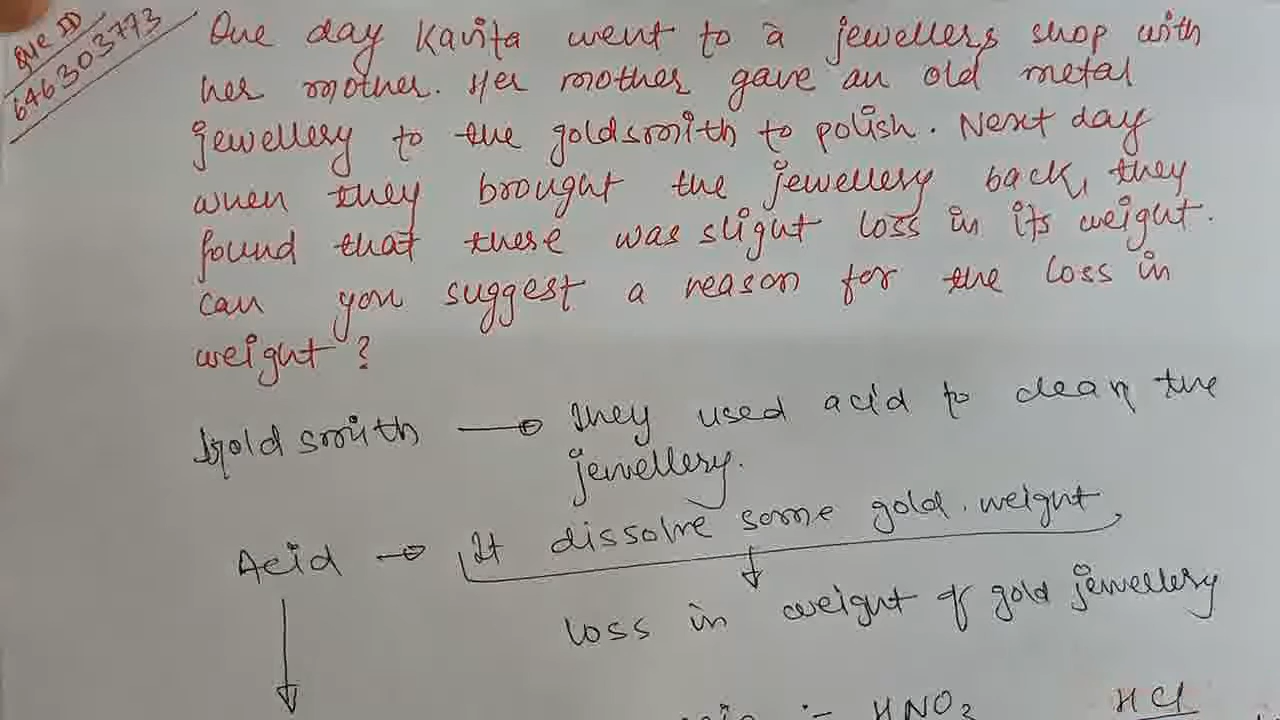 Que ID
646303773
One day Kavita went to a jewellers shop with
her mother. Her mother gave an old metal
jewellery to the goldsmith to polish. Next day
when they brought the jewellery back, they
found that there was slight loss in its weight.
can you suggest a reason for the loss in
weight?
Goldsmith → They used acid to clean the
jewellery.
Acid → It dissolve some gold. weight
loss in weight of gold jewellery
:- HNO3 HCl